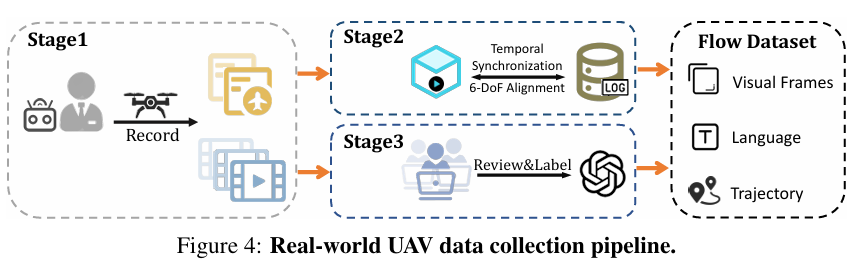 Stage1
Record
Stage2
Temporal
Synchronization
6-DoF Alignment
LOG
Stage3
Review&Label
Flow Dataset
Visual Frames
T
Language
Trajectory
Figure 4: Real-world UAV data collection pipeline.